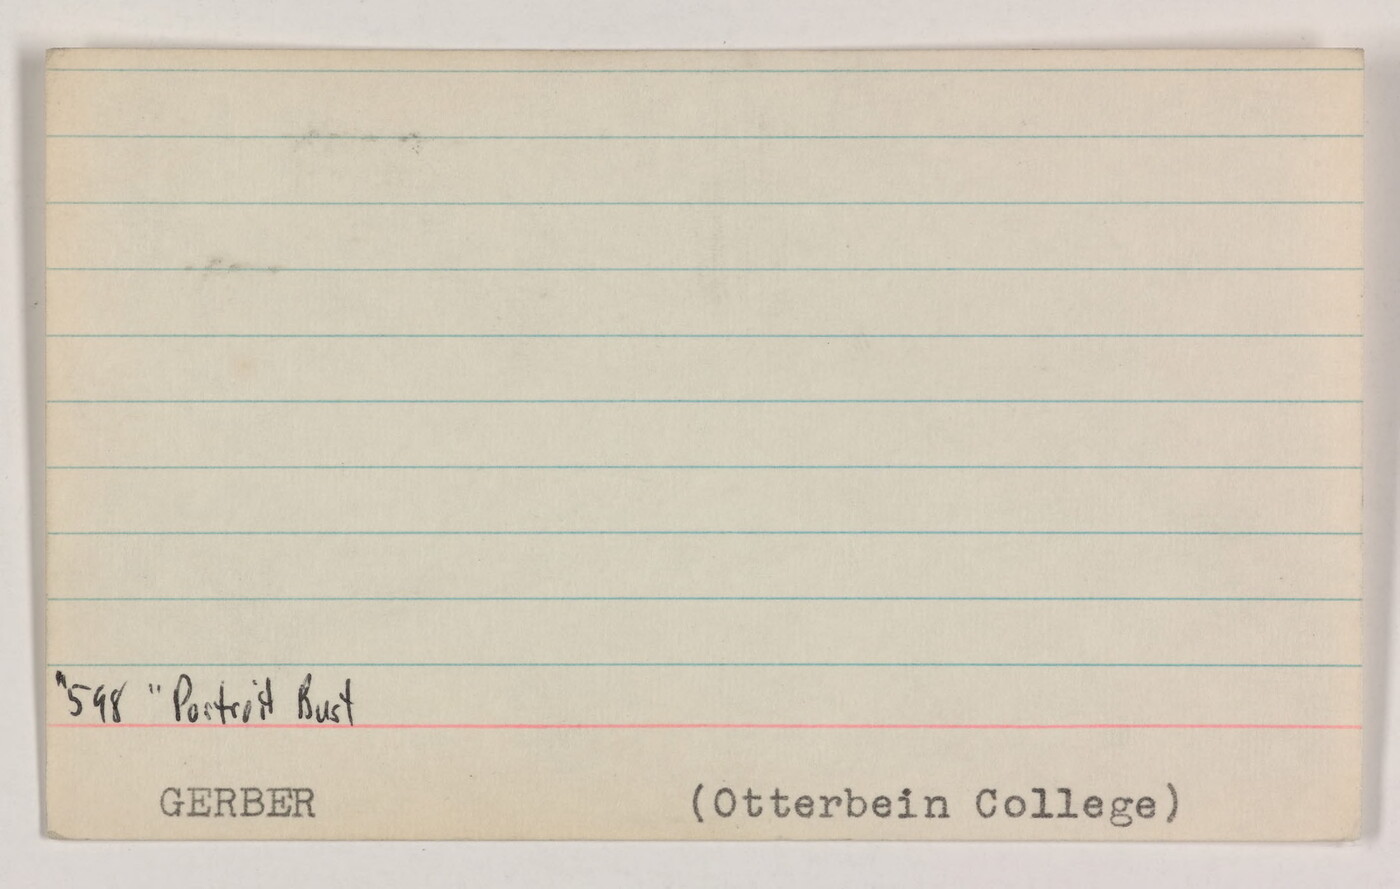 "598 " Portrait Bust
GERBER (Otterbein College)